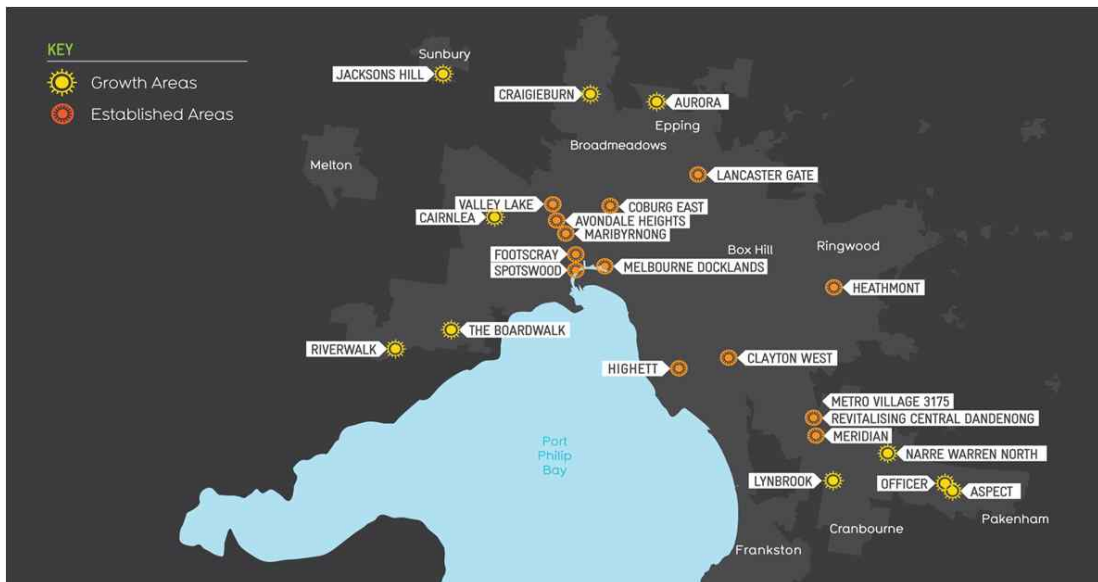 KEY
Growth Areas
Established Areas
Sunbury
JACKSONS HILL
CRAIGIEBURN
AURORA
Epping
Broadmeadows
Melton
LANCASTER GATE
VALLEY LAKE
COBURG EAST
CAIRNLEA
AVONDALE HEIGHTS
MARIBYRNONG
Box Hill
Ringwood
FOOTSCRAY
SPOTSWOOD
MELBOURNE DOCKLANDS
HEATHMONT
THE BOARDWALK
RIVERWALK
CLAYTON WEST
HIGHETT
METRO VILLAGE 3175
REVITALISING CENTRAL DANDENONG
MERIDIAN
Port
Philip
Bay
NARRE WARREN NORTH
LYNBROOK
OFFICER
ASPECT
Pakenham
Cranbourne
Frankston